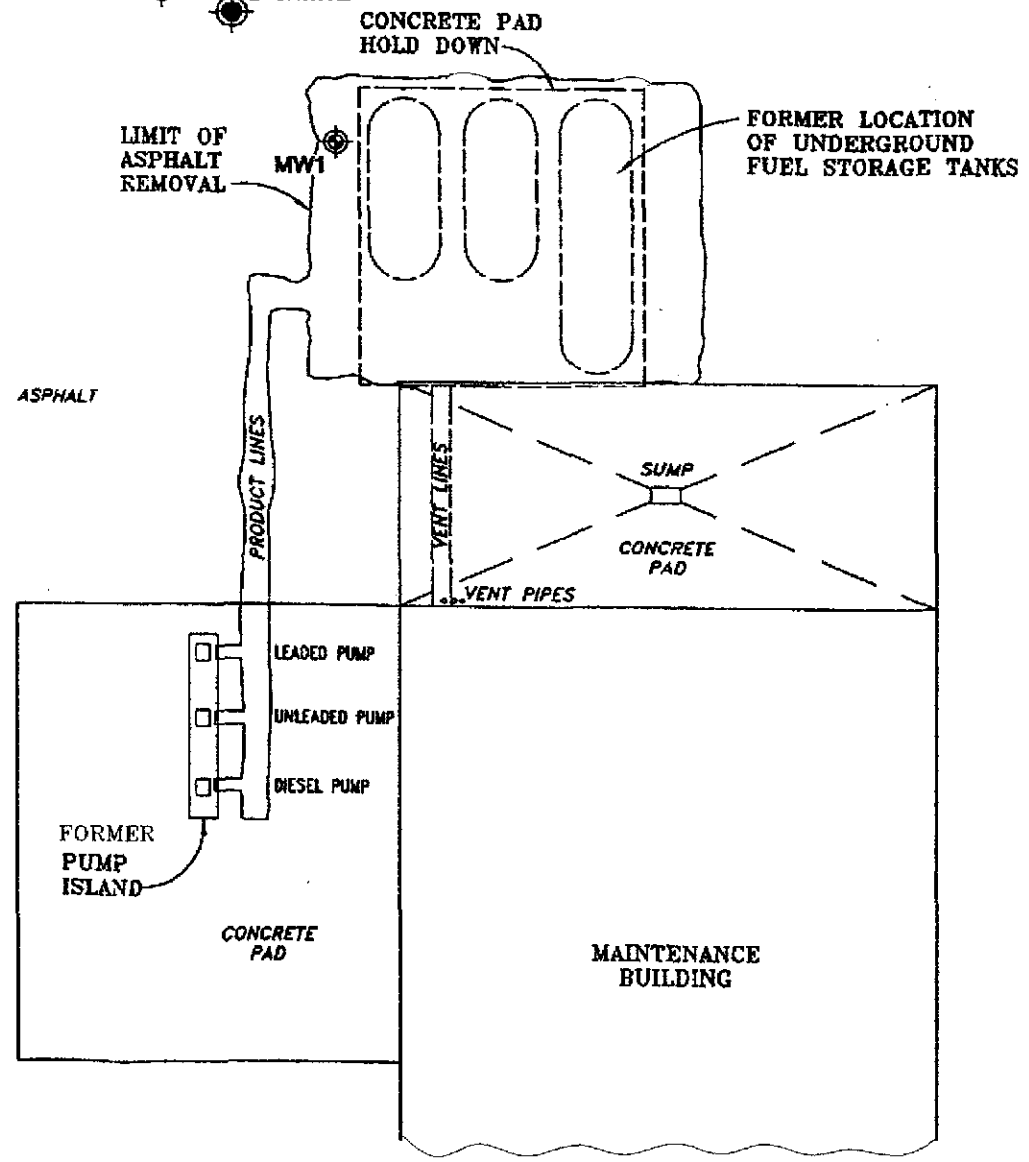 CONCRETE PAD
HOLD DOWN
LIMIT OF
ASPHALT
REMOVAL
MW1
FORMER LOCATION
OF UNDERGROUND
FUEL STORAGE TANKS
ASPHALT
PRODUCT LINES
VENT LINES
SUMP
CONCRETE
PAD
VENT PIPES
LEADED PUMP
UNLEADED PUMP
DIESEL PUMP
FORMER
PUMP
ISLAND
CONCRETE
PAD
MAINTENANCE
BUILDING